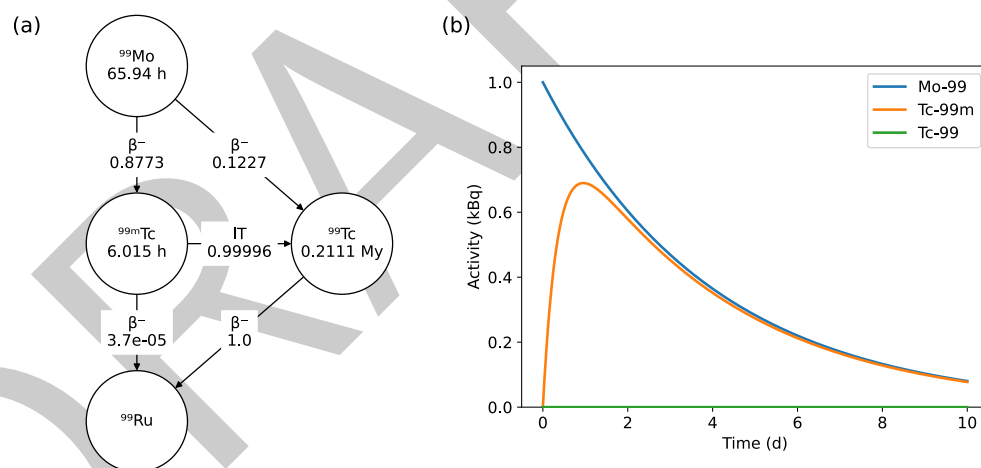 (a)
⁹⁹Mo
65.94 h
β⁻
0.8773
β⁻
0.1227
⁹⁹ᵐTc
6.015 h
IT
0.99996
⁹⁹Tc
0.2111 My
β⁻
3.7e-05
β⁻
1.0
⁹⁹Ru
(b)
Mo-99
Tc-99m
Tc-99
Activity (kBq)
1.0
0.8
0.6
0.4
0.2
0.0
0 2 4 6 8 10
Time (d)